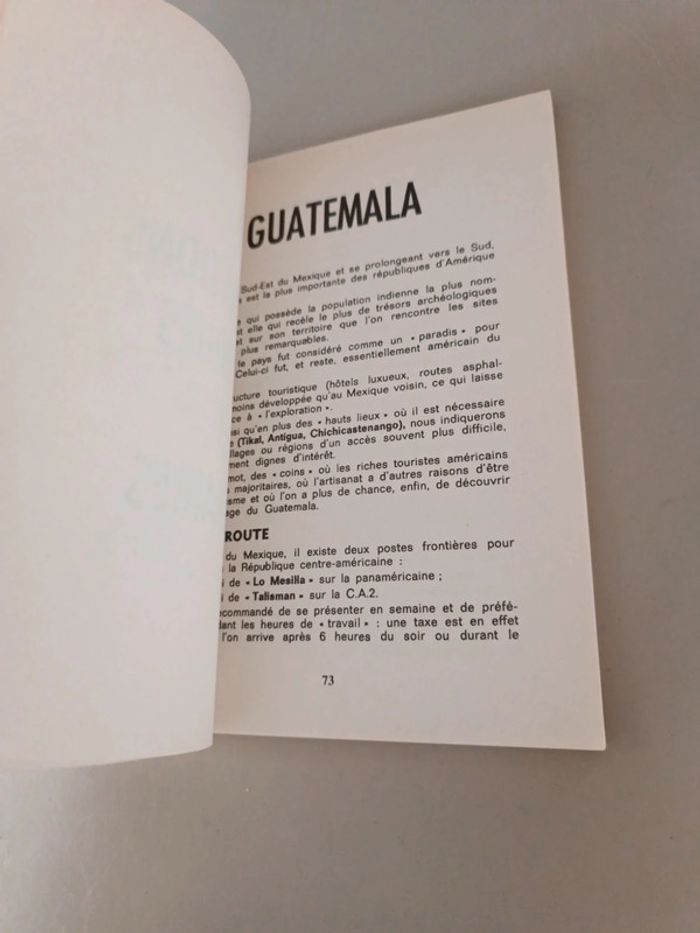 GUATEMALA
Sud-Est du Mexique et se prolongeant vers le Sud,
est la plus importante des républiques d'Amérique
qui possède la population indienne la plus nom-
elle qui recèle le plus de trésors archéologiques
sur son territoire que l'on rencontre les sites
plus remarquables.
le pays fut considéré comme un « paradis » pour
Celui-ci fut, et reste, essentiellement américain du
ucture touristique (hôtels luxueux, routes asphal-
moins développée qu'au Mexique voisin, ce qui laisse
ce à « l'exploration ».
si qu'en plus des « hauts lieux » où il est nécessaire
e (Tikal, Antigua, Chichicastenango), nous indiquerons
illages ou régions d'un accès souvent plus difficile,
ment dignes d'intérêt.
mot, des « coins » où les riches touristes américains
majoritaires, où l'artisanat a d'autres raisons d'être
isme et où l'on a plus de chance, enfin, de découvrir
age du Guatemala.
ROUTE
du Mexique, il existe deux postes frontières pour
la République centre-américaine :
de « Lo Mesilla » sur la panaméricaine ;
de « Talisman » sur la C.A.2.
commandé de se présenter en semaine et de préfé-
dant les heures de « travail » : une taxe est en effet
l'on arrive après 6 heures du soir ou durant le
73